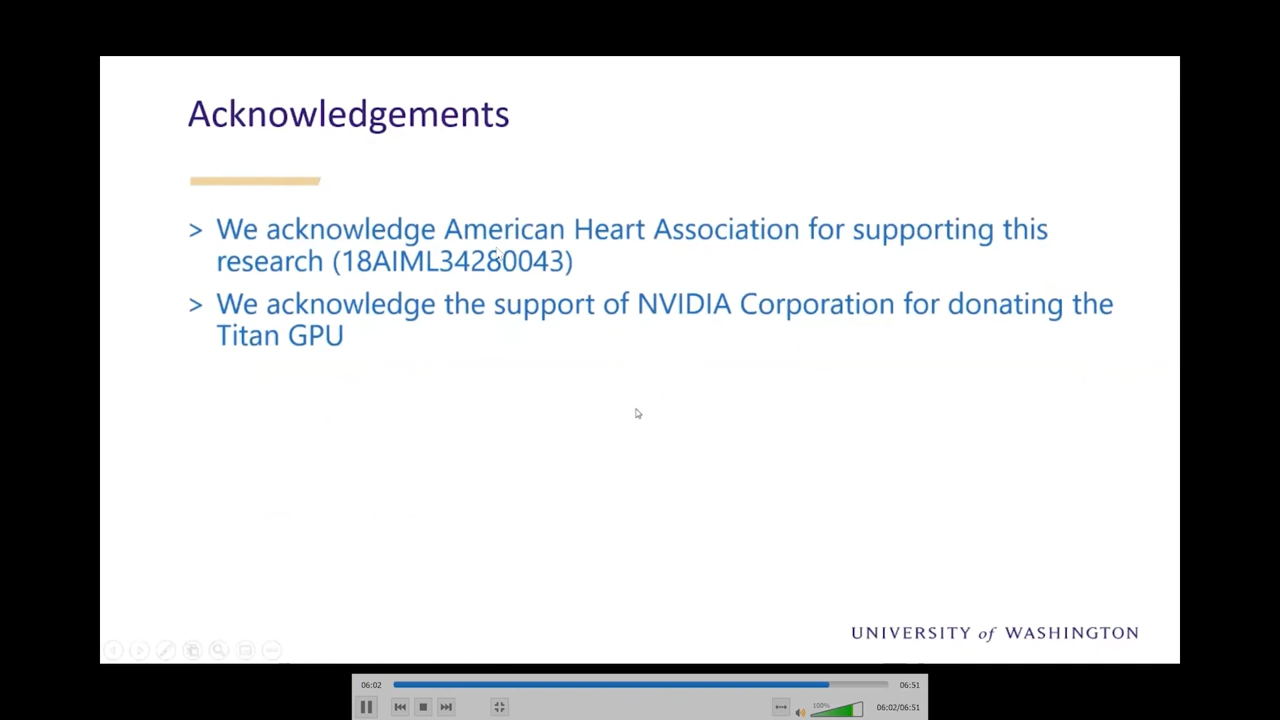 Acknowledgements
> We acknowledge American Heart Association for supporting this
research (18AIML34280043)
> We acknowledge the support of NVIDIA Corporation for donating the
Titan GPU
UNIVERSITY of WASHINGTON
06:02
06:51
100%
06:02/06:51